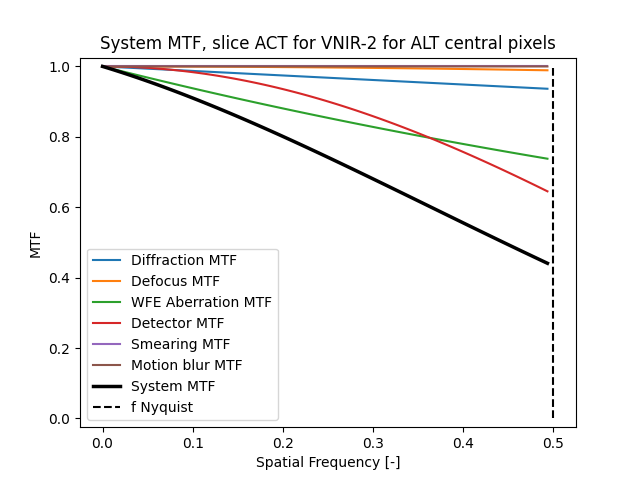 System MTF, slice ACT for VNIR-2 for ALT central pixels
1.0
0.8
0.6
0.4
0.2
0.0
MTF
Diffraction MTF
Defocus MTF
WFE Aberration MTF
Detector MTF
Smearing MTF
Motion blur MTF
System MTF
f Nyquist
0.0 0.1 0.2 0.3 0.4 0.5
Spatial Frequency [-]